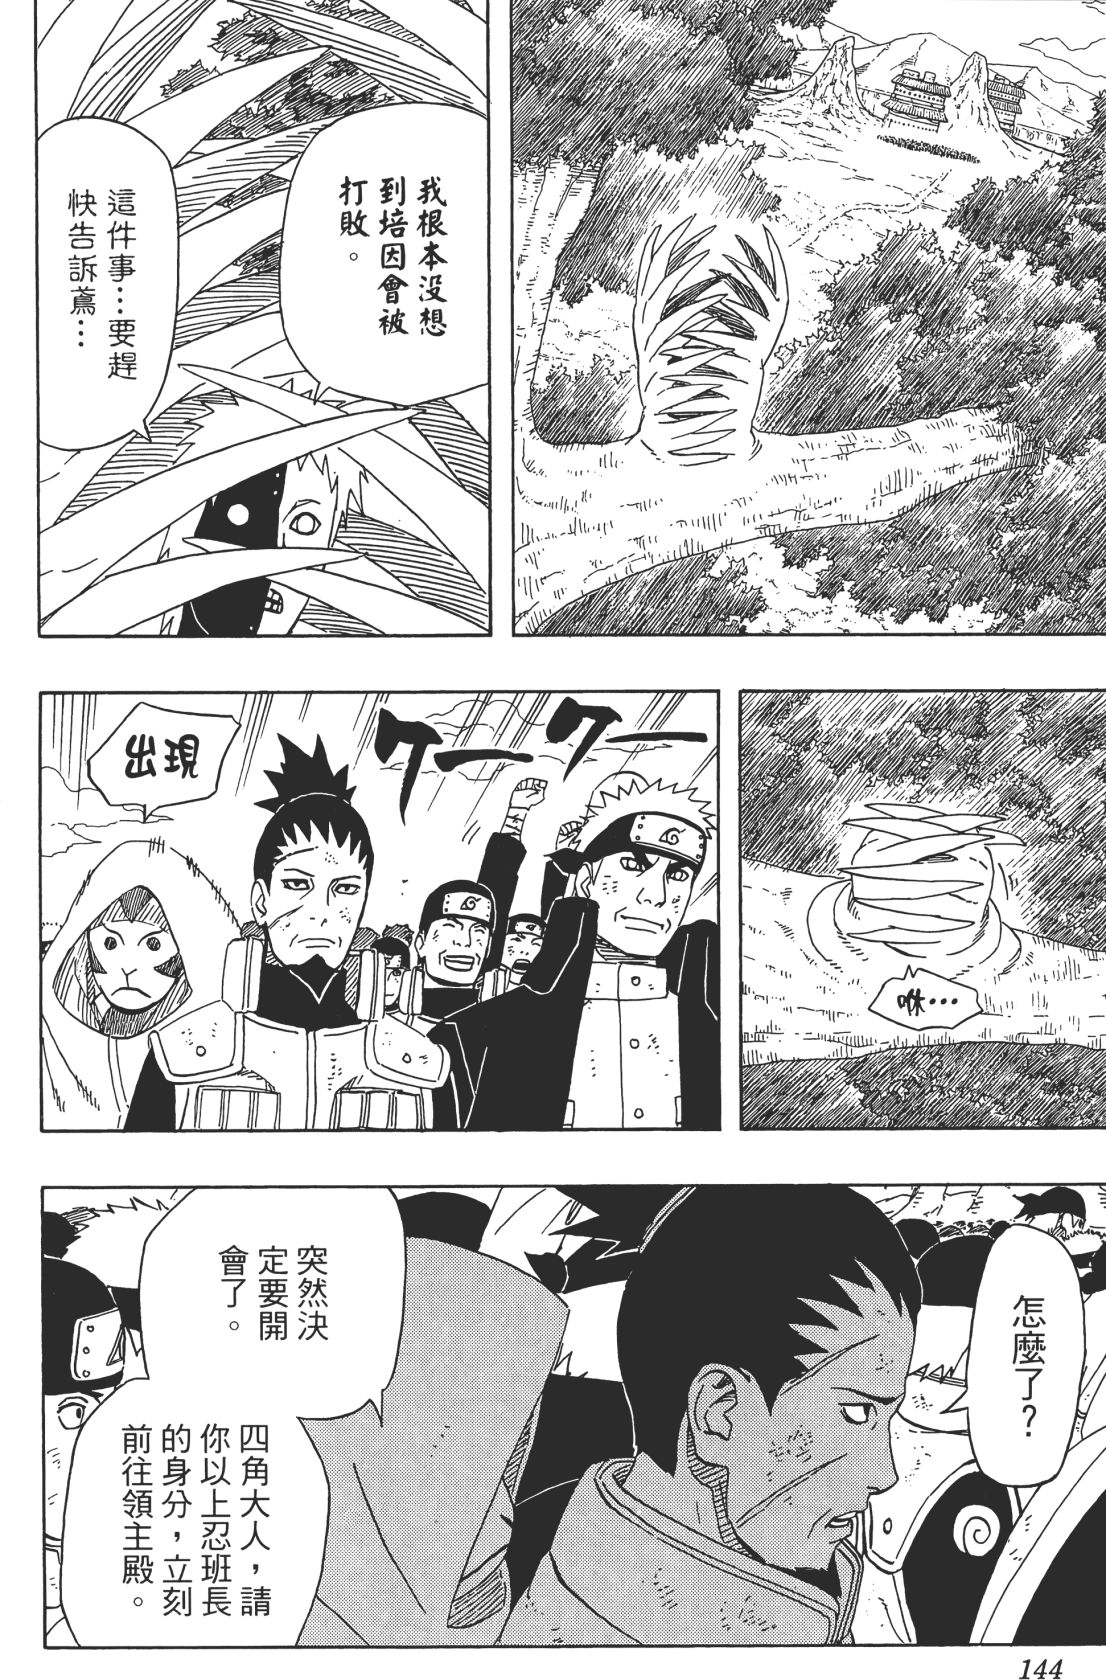 我根本沒想
到培因會被
打敗。
這件事…要趕
快告訴鳶…
咻…
グーグー
出現
怎麼了？
突然決
定要開
會了。
四角大人，請
你以上忍班長
的身分，立刻
前往領主殿。
144